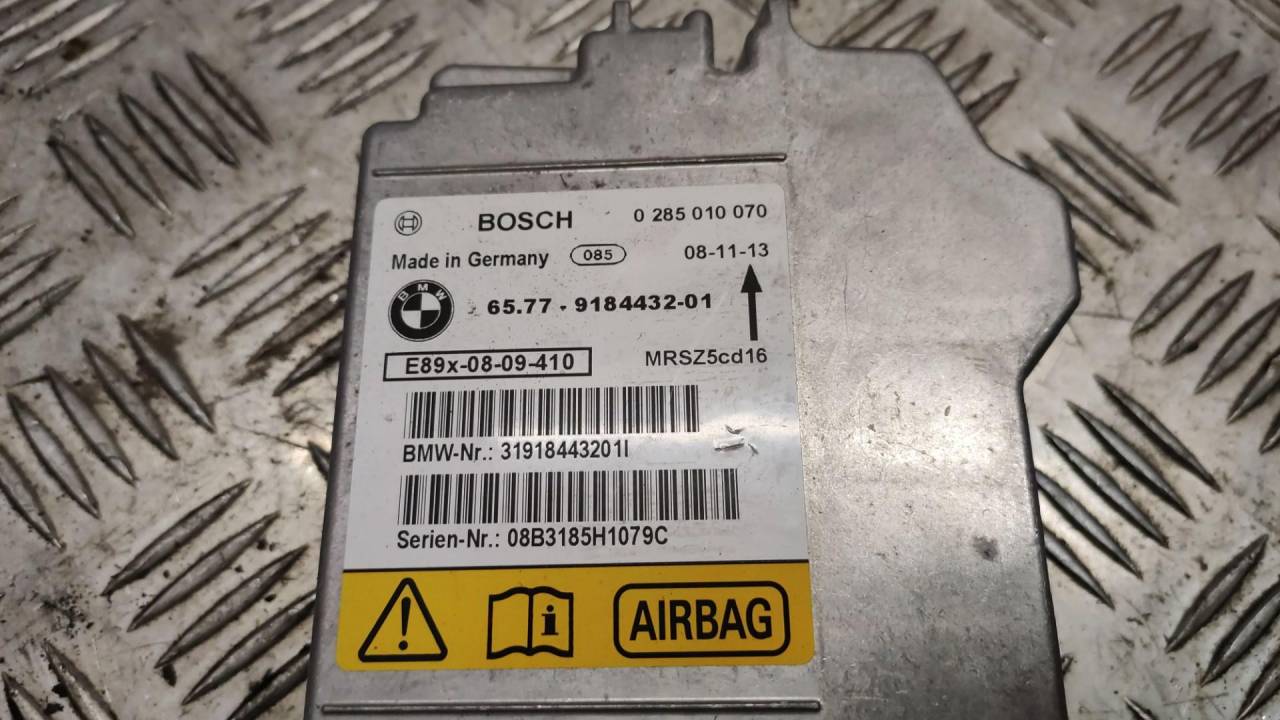 BOSCH 0 285 010 070
Made in Germany 085 08-11-13
BMW 65.77 - 9184432-01
E89x-08-09-410 MRSZ5cd16
BMW-Nr.: 31918443201I
Serien-Nr.: 08B3185H1079C
AIRBAG